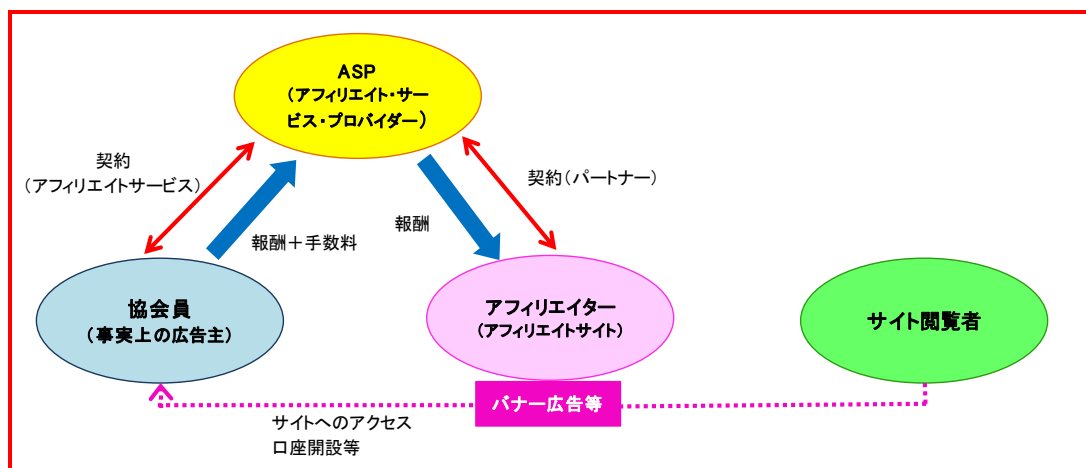 ASP
(アフィリエイト・サー
ビス・プロバイダー)
契約
(アフィリエイトサービス)
契約(パートナー)
報酬
報酬+手数料
協会員
(事実上の広告主)
アフィリエイター
(アフィリエイトサイト)
サイト閲覧者
バナー広告等
サイトへのアクセス
口座開設等